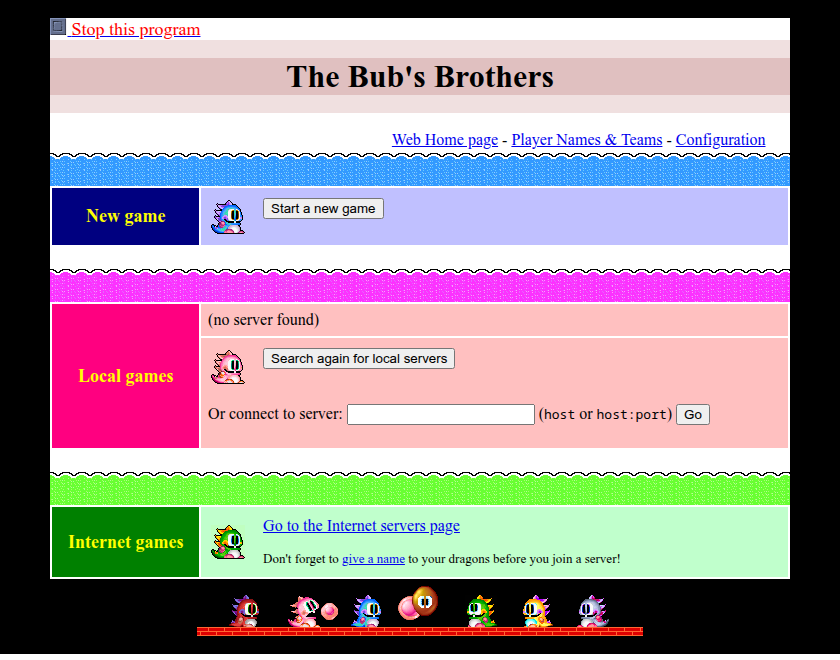 Stop this program
The Bub's Brothers
Web Home page - Player Names & Teams - Configuration
New game
Start a new game
(no server found)
Local games
Search again for local servers
Or connect to server: (host or host:port) Go
Internet games
Go to the Internet servers page
Don't forget to give a name to your dragons before you join a server!